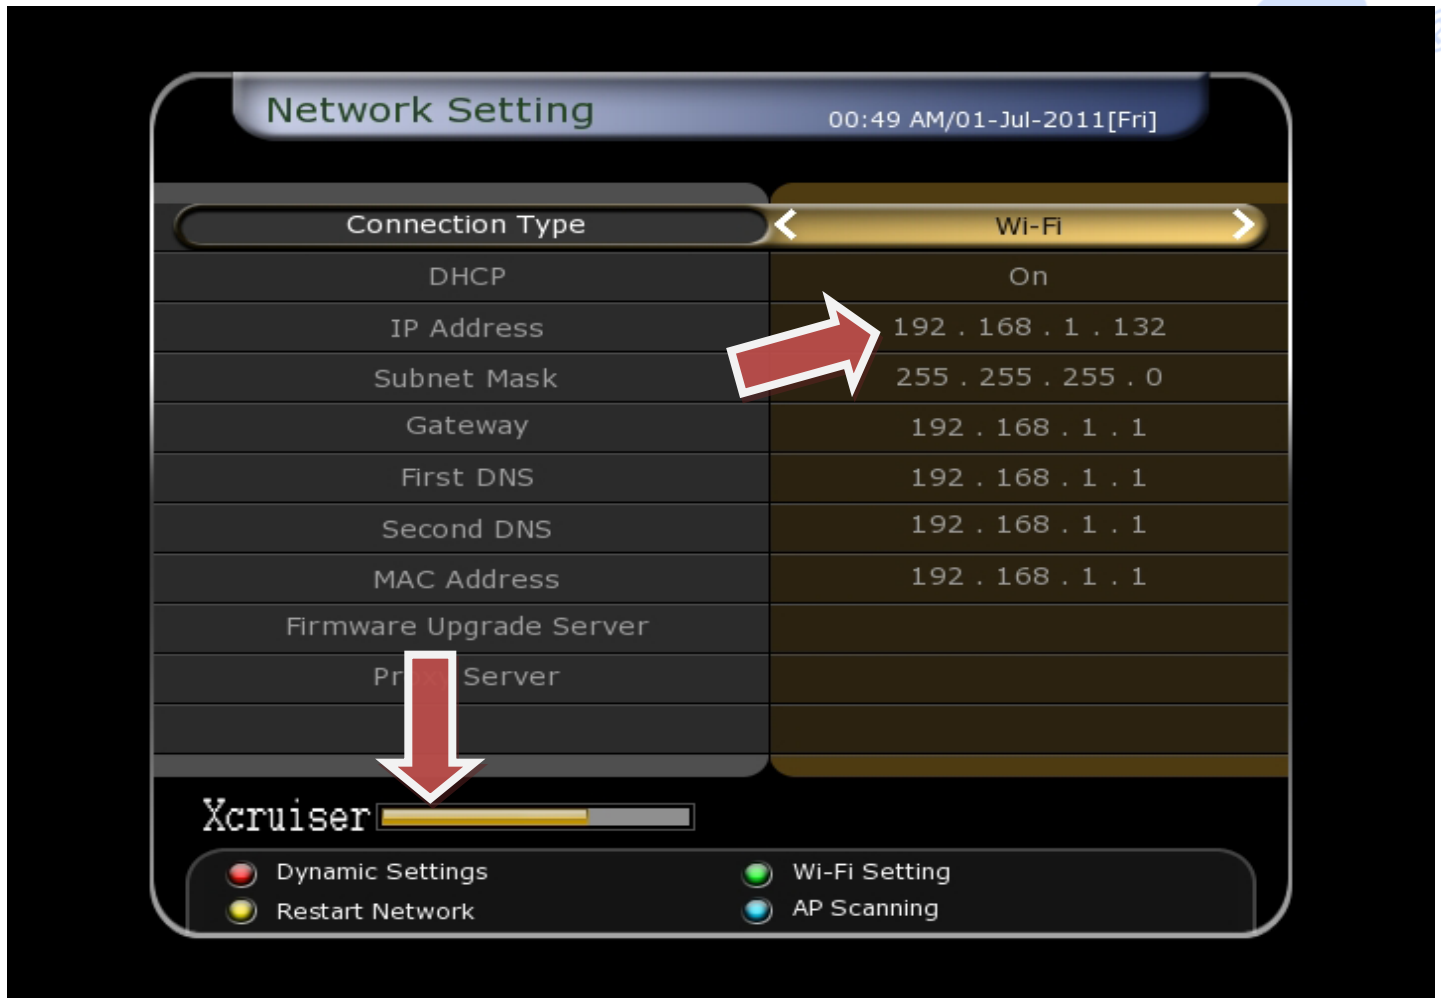 Network Setting 00:49 AM/01-Jul-2011[Fri]
Connection Type Wi-Fi
DHCP On
IP Address 192 . 168 . 1 . 132
Subnet Mask 255 . 255 . 255 . 0
Gateway 192 . 168 . 1 . 1
First DNS 192 . 168 . 1 . 1
Second DNS 192 . 168 . 1 . 1
MAC Address 192 . 168 . 1 . 1
Firmware Upgrade Server
Server
Xcruiser
Dynamic Settings Wi-Fi Setting
Restart Network AP Scanning